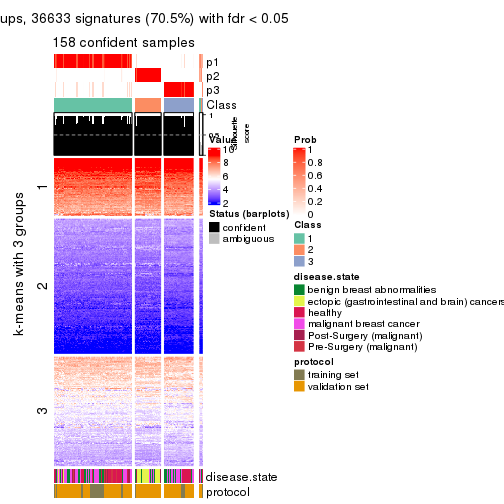 ups, 36633 signatures (70.5%) with fdr < 0.05
158 confident samples
p1
p2
p3
Class
1
0.5
Silhouette
score
Value
10
8
6
4
2
Status (barplots)
confident
ambiguous
Prob
1
0.8
0.6
0.4
0.2
0
Class
1
2
3
disease.state
benign breast abnormalities
ectopic (gastrointestinal and brain) cancers
healthy
malignant breast cancer
Post-Surgery (malignant)
Pre-Surgery (malignant)
protocol
training set
validation set
k-means with 3 groups
1
2
3
disease.state
protocol